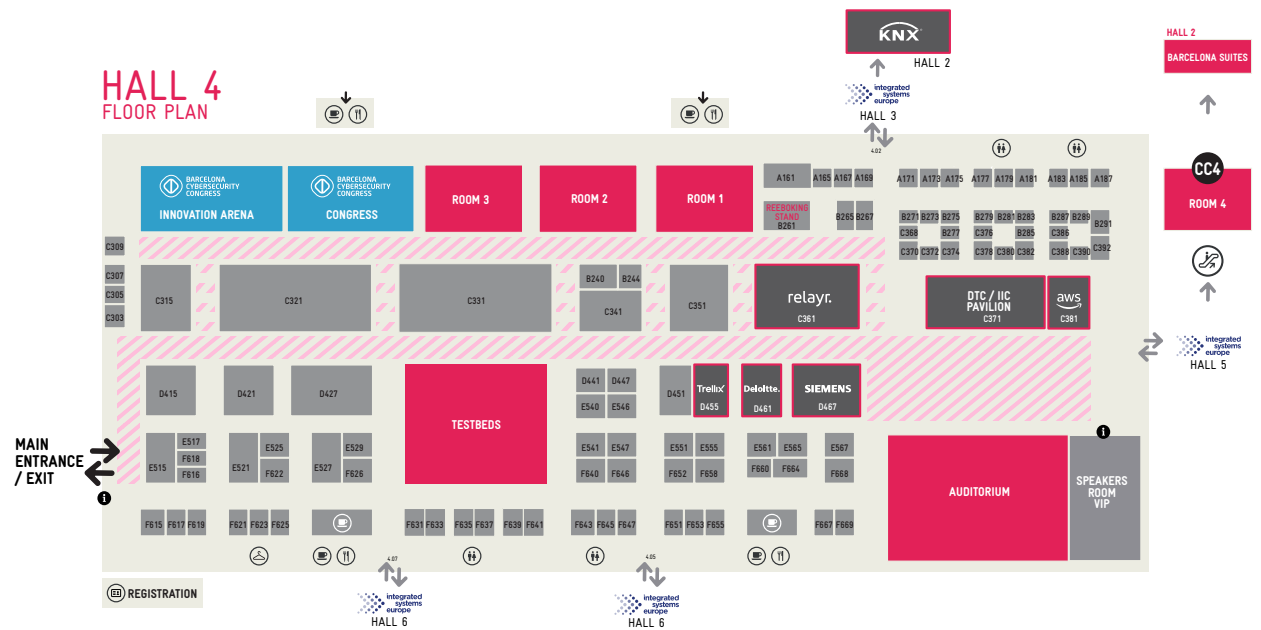 HALL 4
FLOOR PLAN
KNX
HALL 2
integrated
systems
europe
HALL 3
4.02
HALL 2
BARCELONA SUITES
CC4
ROOM 4
BARCELONA
CYBERSECURITY
CONGRESS
INNOVATION ARENA
BARCELONA
CYBERSECURITY
CONGRESS
CONGRESS
ROOM 3
ROOM 2
ROOM 1
A161
A165 A167 A169
A171 A173 A175
A177 A179 A181
A183 A185 A187
REEBOKING
STAND
B261
B265 B267
B271 B273 B275
B279 B281 B283
B287 B289
B291
C368 B277
C376 B285
C386
C370 C372 C374
C378 C380 C382
C388 C390 C392
C309
C307
C305
C303
C315
C321
C331
B240 B244
C341
C351
relayr.
C361
DTC / IIC
PAVILION
C371
aws
C381
integrated
systems
europe
HALL 5
D415
D421
D427
TESTBEDS
D441 D447
E540 E546
D451
Trellix
D455
Deloitte.
D461
SIEMENS
D467
MAIN
ENTRANCE
/ EXIT
E515
E517
F618
F616
E521
E525
F622
E527
E529
F626
E541 E547
F640 F646
E551 E555
F652 F658
E561 E565
F660 F664
E567
F668
AUDITORIUM
SPEAKERS
ROOM
VIP
F615 F617 F619
F621 F623 F625
F631 F633
F635 F637
F639 F641
F643 F645 F647
F651 F653 F655
F667 F669
4.07
4.05
REGISTRATION
integrated
systems
europe
HALL 6
integrated
systems
europe
HALL 6